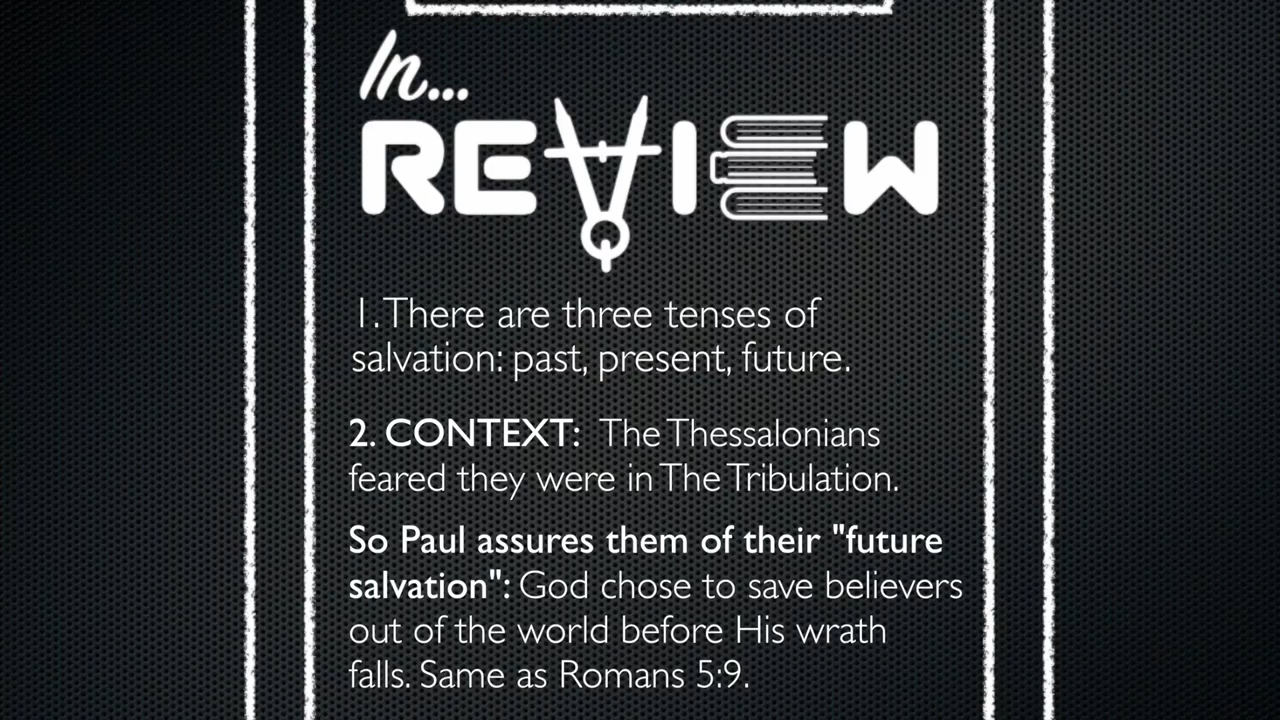 In...
REVIEW
1. There are three tenses of
salvation: past, present, future.
2. CONTEXT: The Thessalonians
feared they were in The Tribulation.
So Paul assures them of their "future
salvation": God chose to save believers
out of the world before His wrath
falls. Same as Romans 5:9.